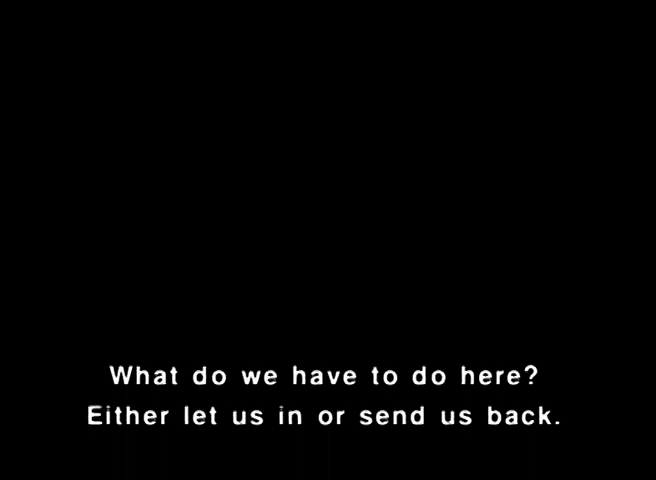 What do we have to do here?
Either let us in or send us back.